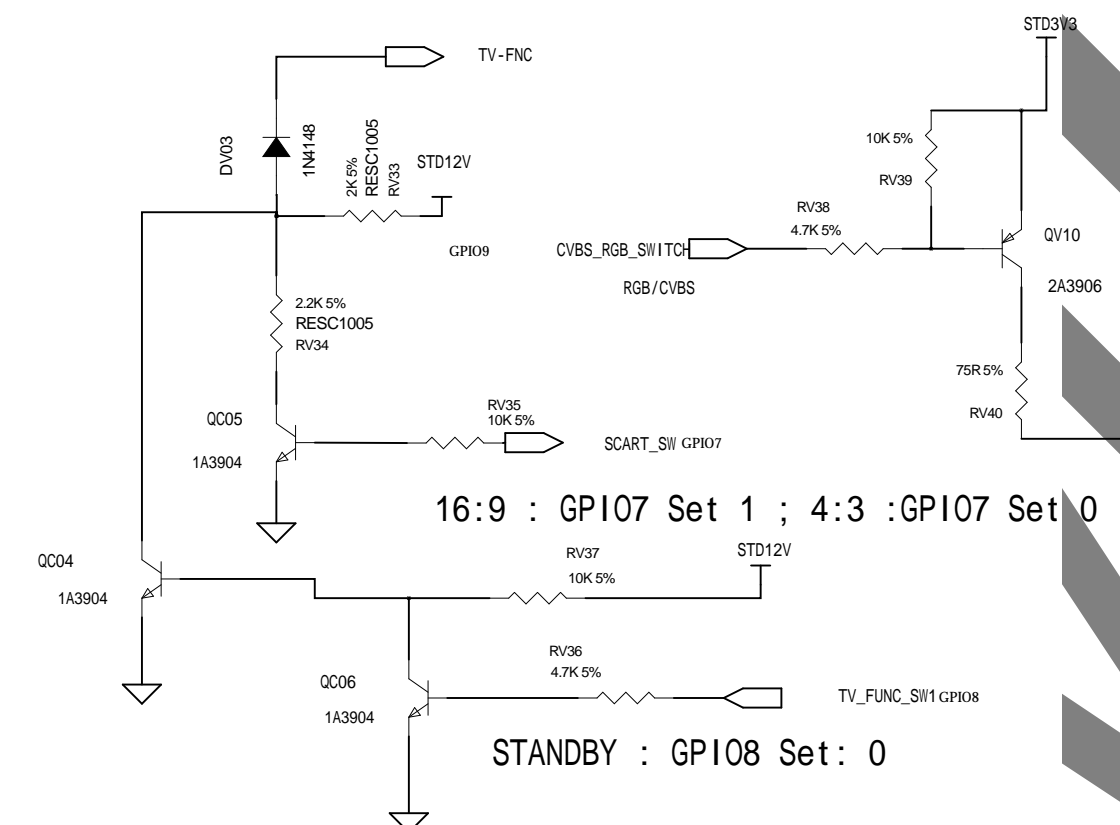 STD3V3
TV-FNC
DV03
1N4148
2K 5%
RESC1005
RV33
STD12V
10K 5%
RV39
RV38
4.7K 5%
GPIO9
CVBS_RGB_SWITCH
RGB/CVBS
QV10
2A3906
2.2K 5%
RESC1005
RV34
75R 5%
RV40
QC05
1A3904
RV35
10K 5%
SCART_SW GPIO7
16:9 : GPIO7 Set 1 ; 4:3 :GPIO7 Set 0
QC04
1A3904
RV37
10K 5%
STD12V
RV36
4.7K 5%
QC06
1A3904
TV_FUNC_SW1 GPIO8
STANDBY : GPIO8 Set: 0